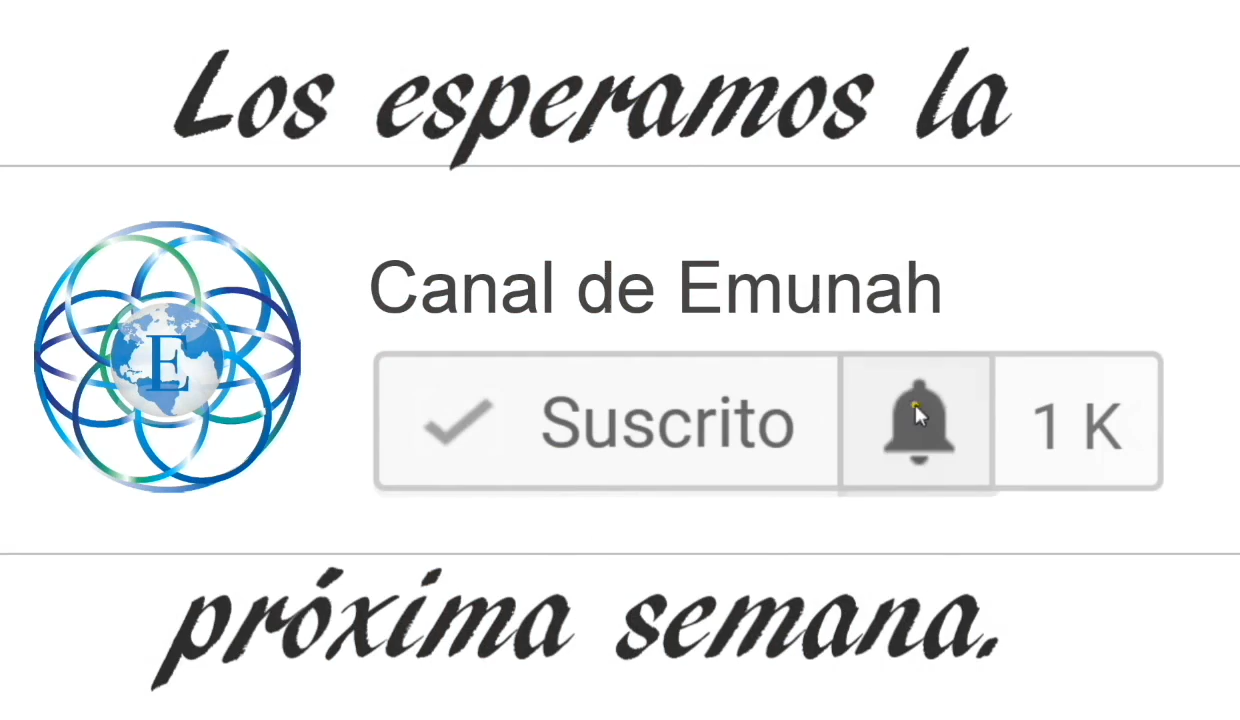 Los esperamos la
Canal de Emunah
E
Suscrito
1 K
próxima semana.